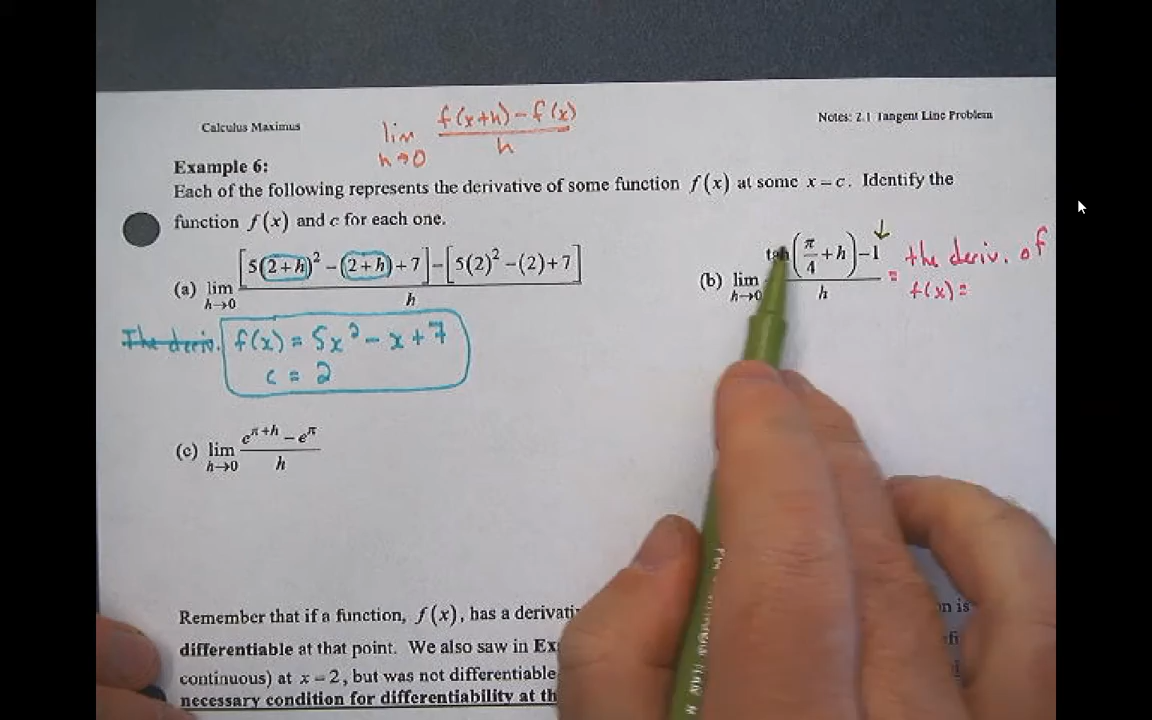 Calculus Maximus
Notes: 2.1 Tangent Line Problem
lim h→0 f(x+h) - f(x) / h
Example 6:
Each of the following represents the derivative of some function f(x) at some x = c. Identify the
function f(x) and c for each one.
(a) lim h→0 [5(2+h)² - (2+h) + 7] - [5(2)² - (2) + 7] / h
The deriv. f(x) = 5x² - x + 7
c = 2
(b) lim h→0 tan(π/4 + h) - 1 / h = the deriv. of
f(x) =
(c) lim h→0 e^(π+h) - e^π / h
Remember that if a function, f(x), has a
differentiable at that point. We also saw in
continuous) at x = 2, but was not differentiable
necessary condition for differentiability at